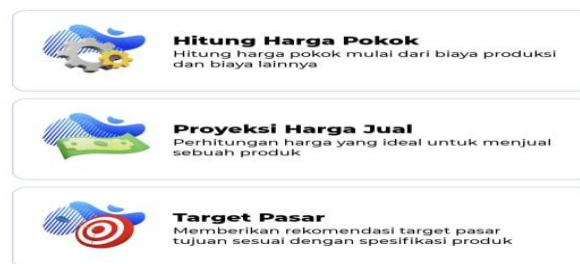 Hitung Harga Pokok
Hitung harga pokok mulai dari biaya produksi
dan biaya lainnya
Proyeksi Harga Jual
Perhitungan harga yang ideal untuk menjual
sebuah produk
Target Pasar
Memberikan rekomendasi target pasar
tujuan sesuai dengan spesifikasi produk